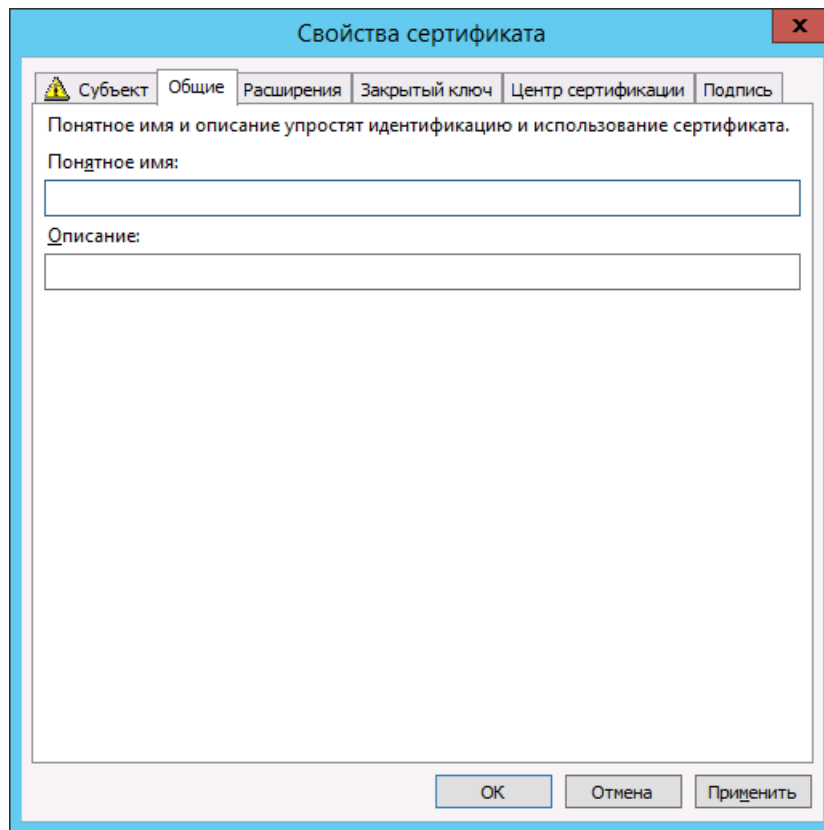 Свойства сертификата
x
Субъект Общие Расширения Закрытый ключ Центр сертификации Подпись
Понятное имя и описание упростят идентификацию и использование сертификата.
Понятное имя:
Описание:
ОК Отмена Применить